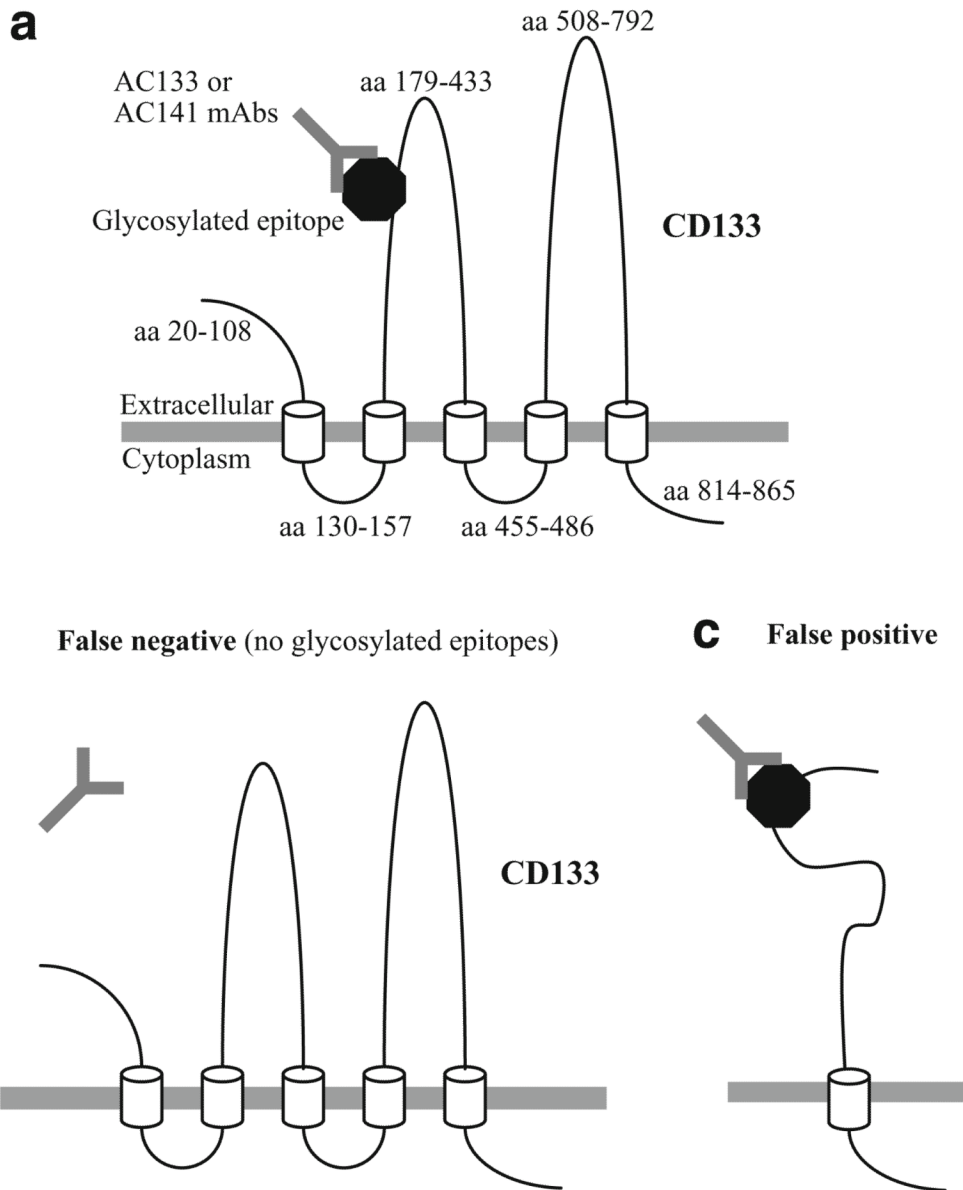 a
aa 508-792
AC133 or
AC141 mAbs
aa 179-433
Glycosylated epitope
CD133
aa 20-108
Extracellular
Cytoplasm
aa 814-865
aa 130-157
aa 455-486
False negative (no glycosylated epitopes)
c
False positive
CD133